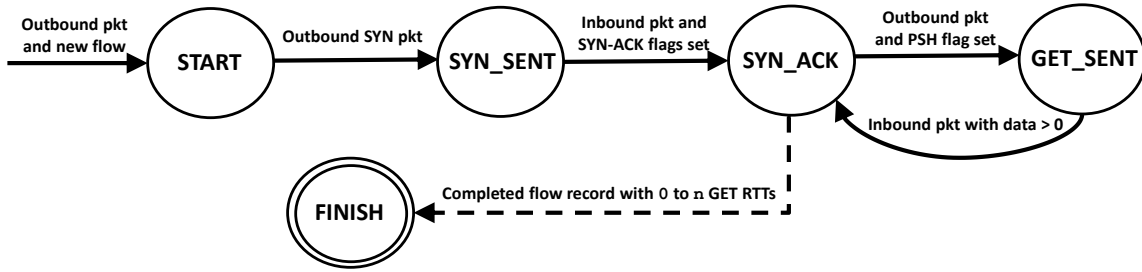 Outbound pkt
and new flow
START
Outbound SYN pkt
SYN_SENT
Inbound pkt and
SYN-ACK flags set
SYN_ACK
Outbound pkt
and PSH flag set
GET_SENT
Inbound pkt with data > 0
Completed flow record with 0 to n GET RTTs
FINISH